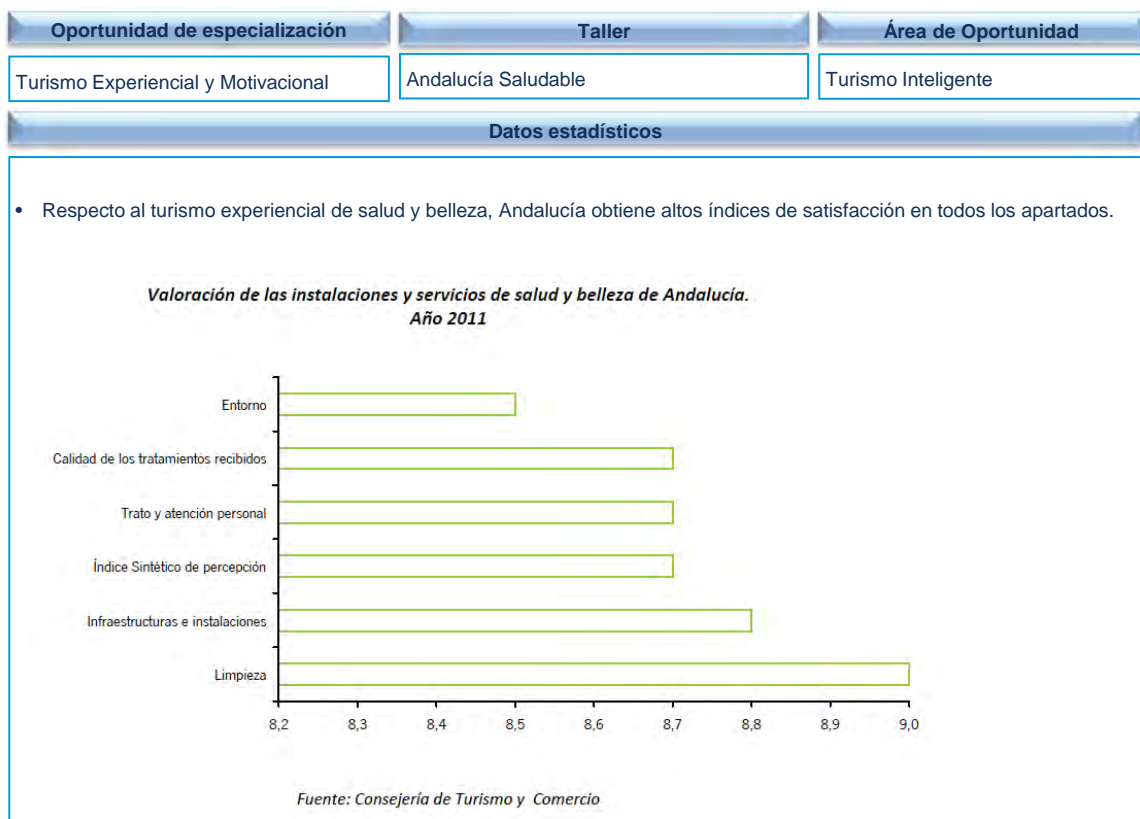 Oportunidad de especialización
Taller
Área de Oportunidad
Turismo Experiencial y Motivacional
Andalucía Saludable
Turismo Inteligente
Datos estadísticos
• Respecto al turismo experiencial de salud y belleza, Andalucía obtiene altos índices de satisfacción en todos los apartados.
Valoración de las instalaciones y servicios de salud y belleza de Andalucía.
Año 2011
Entorno
Calidad de los tratamientos recibidos
Trato y atención personal
Índice Sintético de percepción
Infraestructuras e instalaciones
Limpieza
8,2 8,3 8,4 8,5 8,6 8,7 8,8 8,9 9,0
Fuente: Consejería de Turismo y Comercio